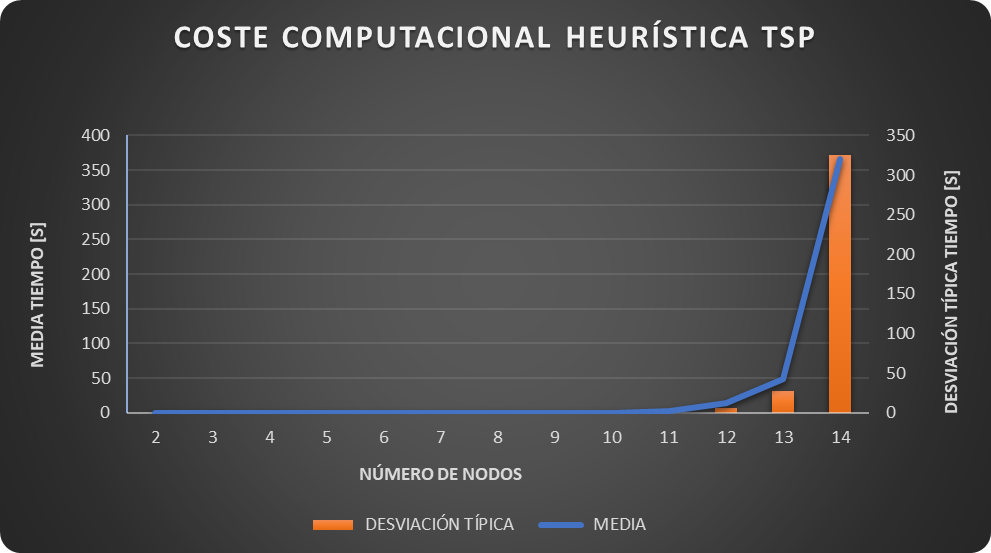 COSTE COMPUTACIONAL HEURÍSTICA TSP
MEDIA TIEMPO [S]
400
350
300
250
200
150
100
50
0
350
300
250
200
150
100
50
0
DESVIACIÓN TÍPICA TIEMPO [S]
2 3 4 5 6 7 8 9 10 11 12 13 14
NÚMERO DE NODOS
DESVIACIÓN TÍPICA MEDIA